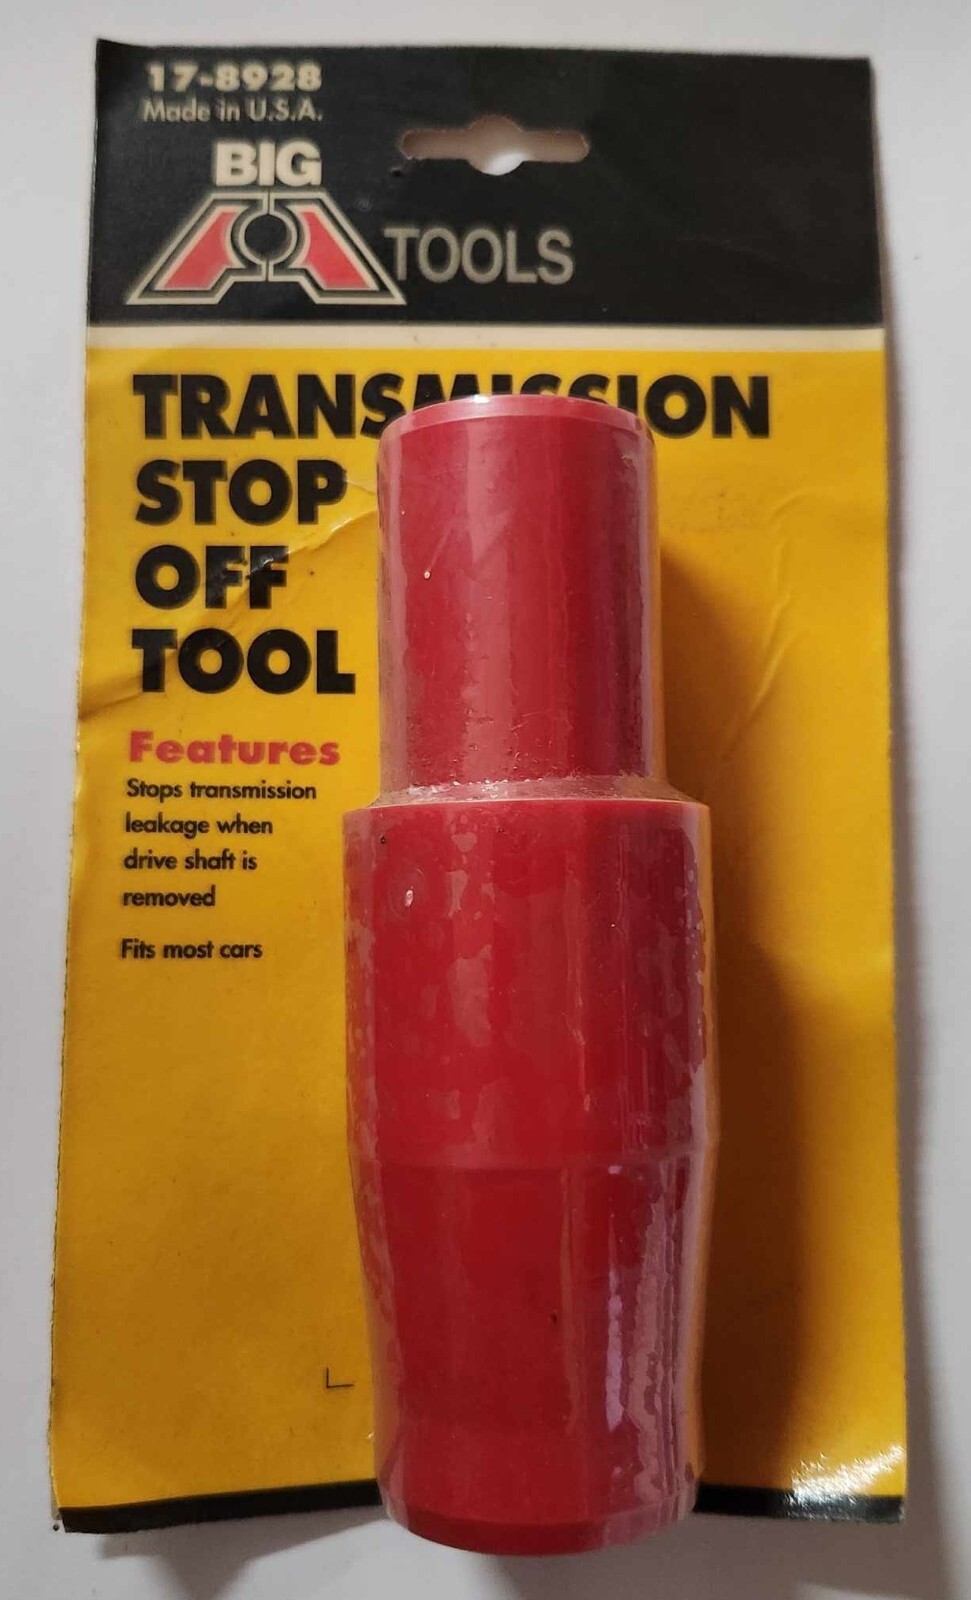 17-8928
Made in U.S.A.
BIG
A TOOLS
TRANSMISSION
STOP
OFF
TOOL
Features
Stops transmission
leakage when
drive shaft is
removed
Fits most cars